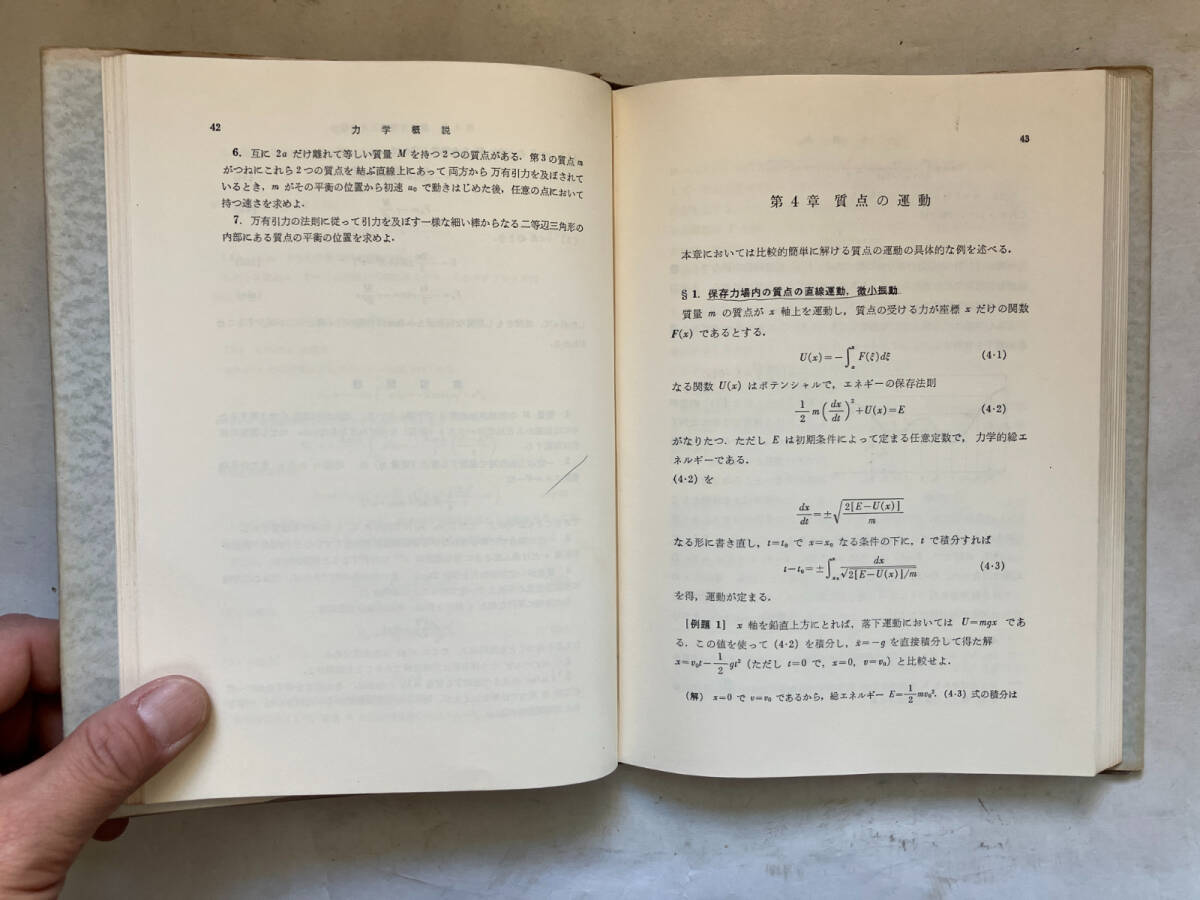 42
力学概説
6. 互に 2a だけ離れて等しい質量 M を持つ2つの質点がある. 第3の質点 m
がつねにこれら2つの質点を結ぶ直線上にあって両方から万有引力を及ぼされて
いるとき, m がその平衡の位置から初速 u₀ で動きはじめた後, 任意の点において
持つ速さを求めよ.
7. 万有引力の法則に従って引力を及ぼす一様な細い棒からなる二等辺三角形の
内部にある質点の平衡の位置を求めよ.
43
第4章 質点の運動
本章においては比較的簡単に解ける質点の運動の具体的な例を述べる.
§1. 保存力場内の質点の直線運動, 微小振動
質量 m の質点が x 軸上を運動し, 質点の受ける力が座標 x だけの関数
F(x) であるとする.
U(x)=-∫ₐˣ F(ξ)dξ (4・1)
なる関数 U(x) はポテンシャルで, エネルギーの保存法則
1/2 m(dx/dt)²+U(x)=E (4・2)
がなりたつ. ただし E は初期条件によって定まる任意定数で, 力学的総エ
ネルギーである.
(4・2) を
dx/dt=±√(2[E-U(x)]/m)
なる形に書き直し, t=t₀ で x=x₀ なる条件の下に, t で積分すれば
t-t₀=±∫ₓ₀ˣ dx/√(2[E-U(x)]/m) (4・3)
を得, 運動が定まる.
[例題 1] x 軸を鉛直上方にとれば, 落下運動においては U=mgx であ
る. この値を使って (4・2) を積分し, ẍ=-g を直接積分して得た解
x=v₀t-1/2 gt² (ただし t=0 で, x=0, v=v₀) と比較せよ.
(解) x=0 で v=v₀ であるから, 総エネルギー E=1/2 mv₀². (4・3) 式の積分は